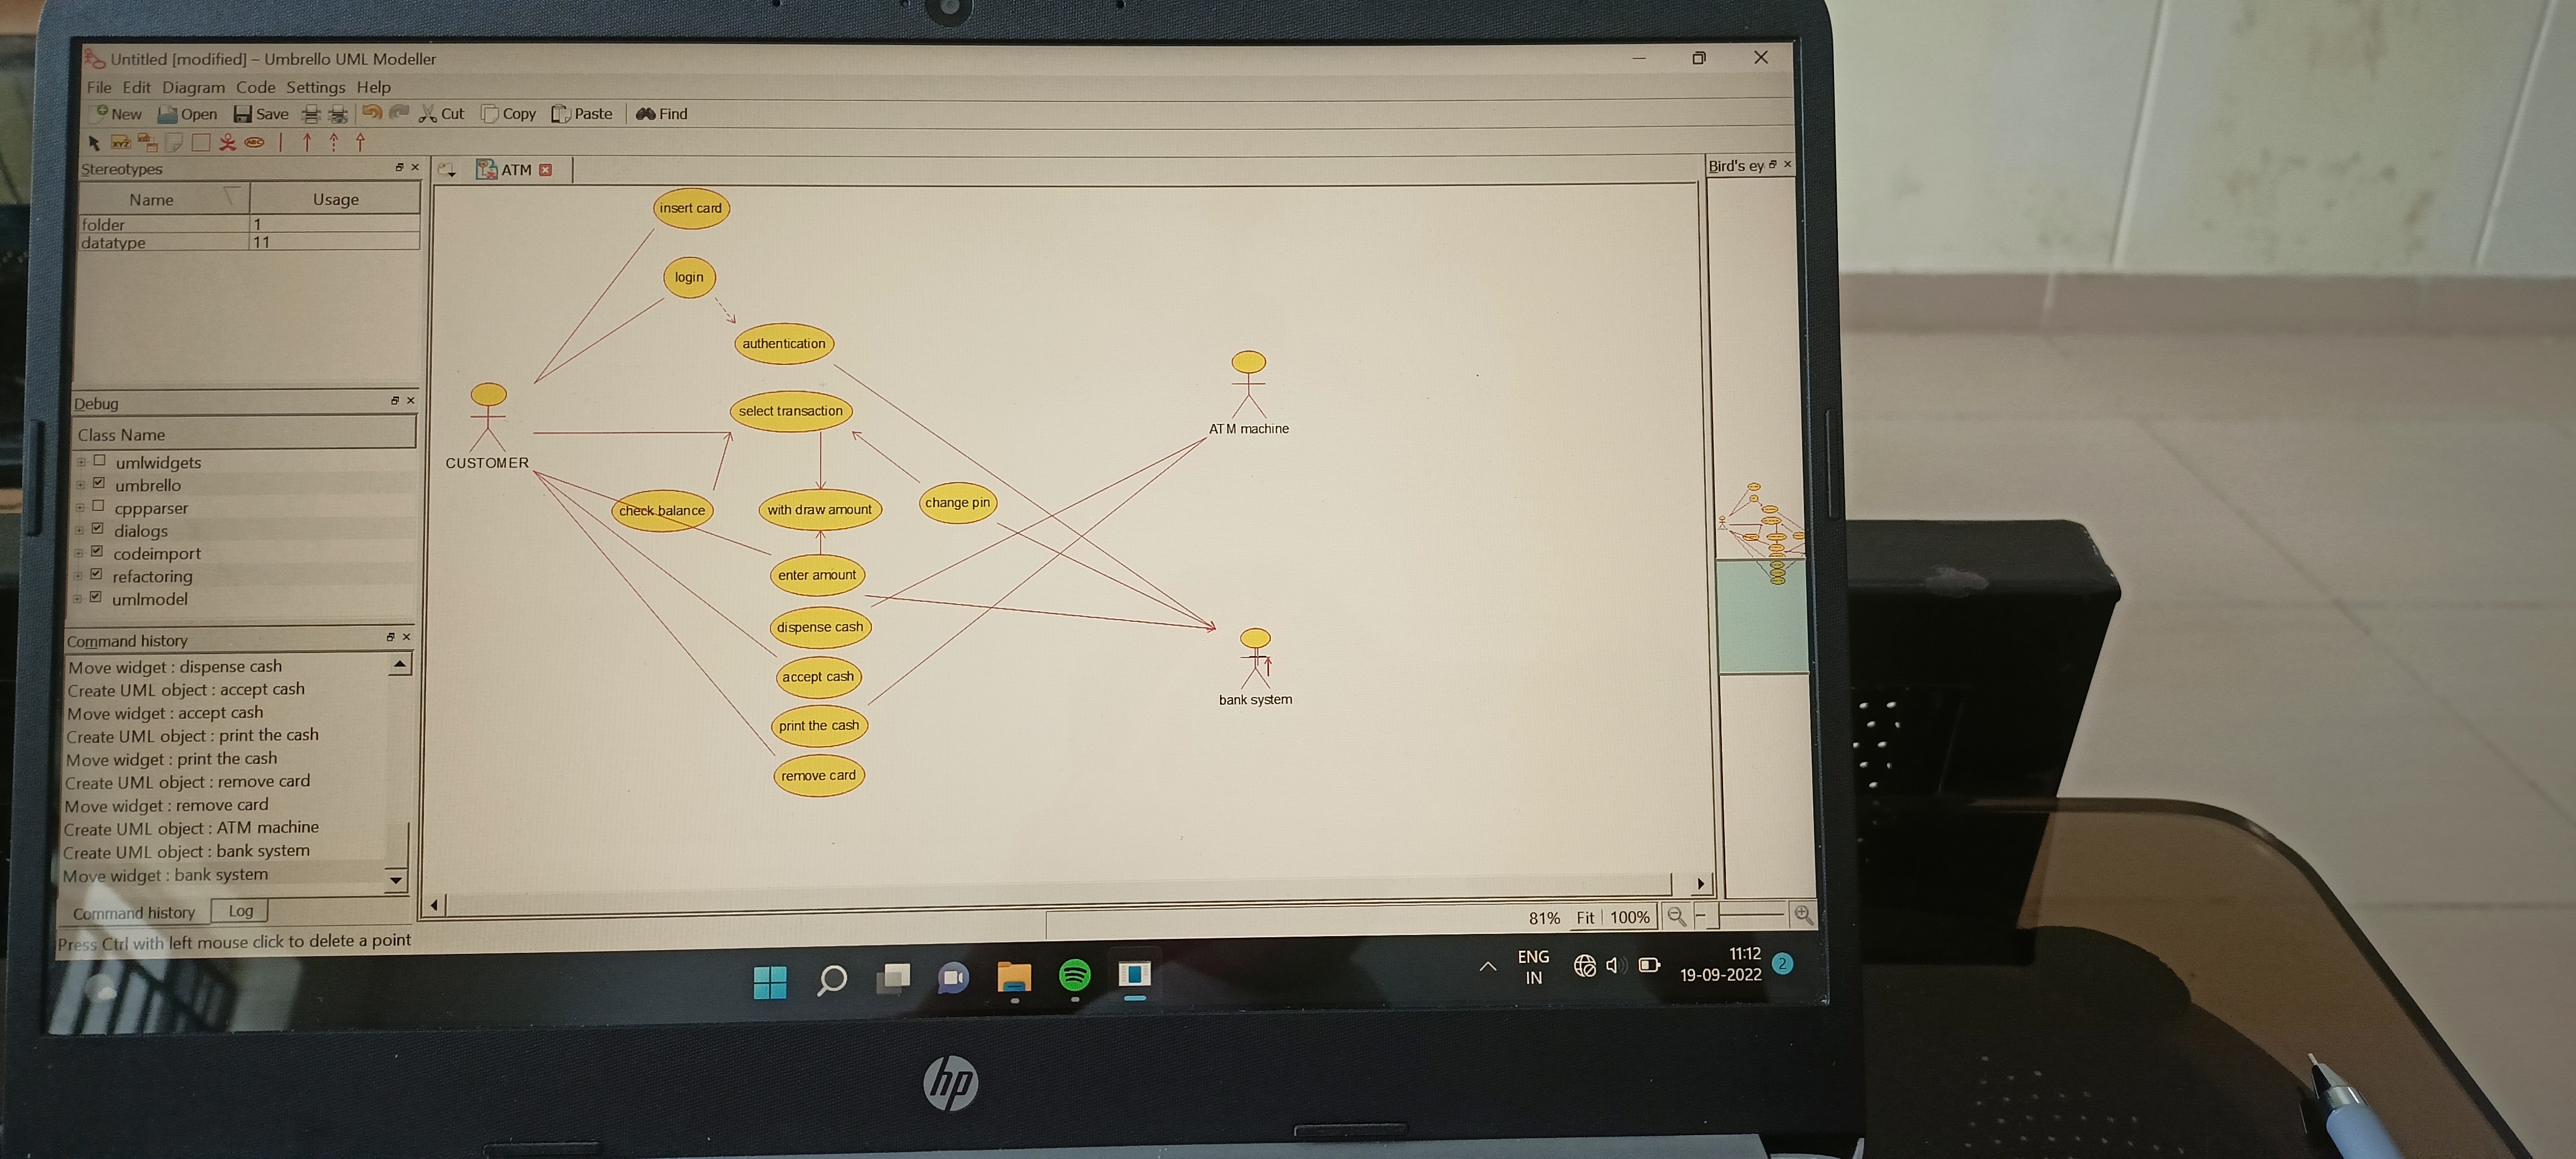 Untitled [modified] – Umbrello UML Modeller
File Edit Diagram Code Settings Help
New Open Save Cut Copy Paste Find
XYZ ABC
Stereotypes
Name Usage
folder 1
datatype 11
Debug
Class Name
umlwidgets
umbrello
cppparser
dialogs
codeimport
refactoring
umlmodel
Command history
Move widget : dispense cash
Create UML object : accept cash
Move widget : accept cash
Create UML object : print the cash
Move widget : print the cash
Create UML object : remove card
Move widget : remove card
Create UML object : ATM machine
Create UML object : bank system
Move widget : bank system
Command history Log
Press Ctrl with left mouse click to delete a point
ATM
insert card
login
authentication
select transaction
CUSTOMER
check balance
with draw amount
change pin
enter amount
dispense cash
accept cash
print the cash
remove card
ATM machine
bank system
Bird's ey
81% Fit 100%
ENG
IN
11:12
19-09-2022
2
hp